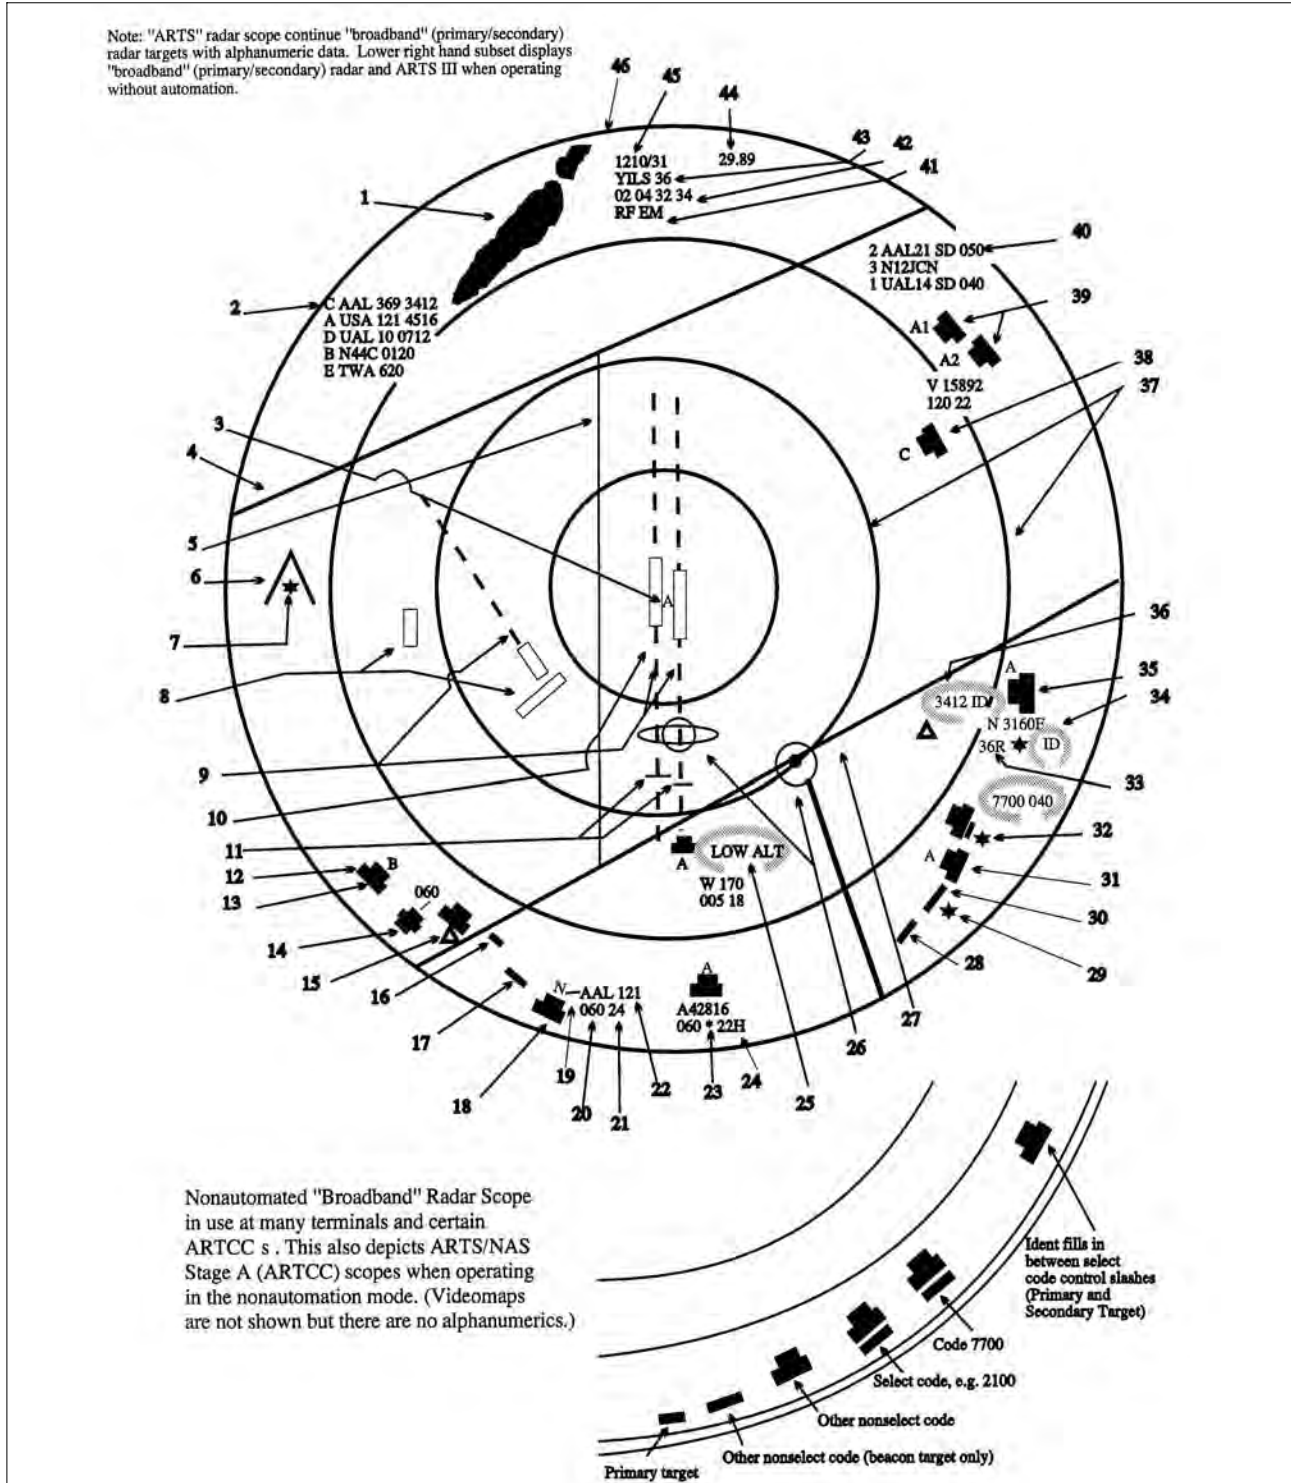 Note: "ARTS" radar scope continue "broadband" (primary/secondary)
radar targets with alphanumeric data. Lower right hand subset displays
"broadband" (primary/secondary) radar and ARTS III when operating
without automation.
46
45
44
43
42
41
1210/31
29.89
YILS 36
02 04 32 34
RF EM
1
40
2 AAL21 SD 050
3 N12JCN
1 UAL14 SD 040
2
C AAL 369 3412
A USA 121 4516
D UAL 10 0712
B N44C 0120
E TWA 620
39
A1
A2
38
37
V 15892
120 22
3
4
C
5
6
7
A
36
8
A
35
3412 ID
34
N 3160F
36R
ID
9
33
10
7700 040
32
11
LOW ALT
A
A
31
12
B
W 170
005 18
13
060
30
14
28
29
15
16
27
17
N
AAL 121
060 24
A
A42816
060 * 22H
26
18
19
20
21
22
23
24
25
Nonautomated "Broadband" Radar Scope
in use at many terminals and certain
ARTCC s . This also depicts ARTS/NAS
Stage A (ARTCC) scopes when operating
in the nonautomation mode. (Videomaps
are not shown but there are no alphanumerics.)
Ident fills in
between select
code control slashes
(Primary and
Secondary Target)
Code 7700
Select code, e.g. 2100
Other nonselect code
Other nonselect code (beacon target only)
Primary target